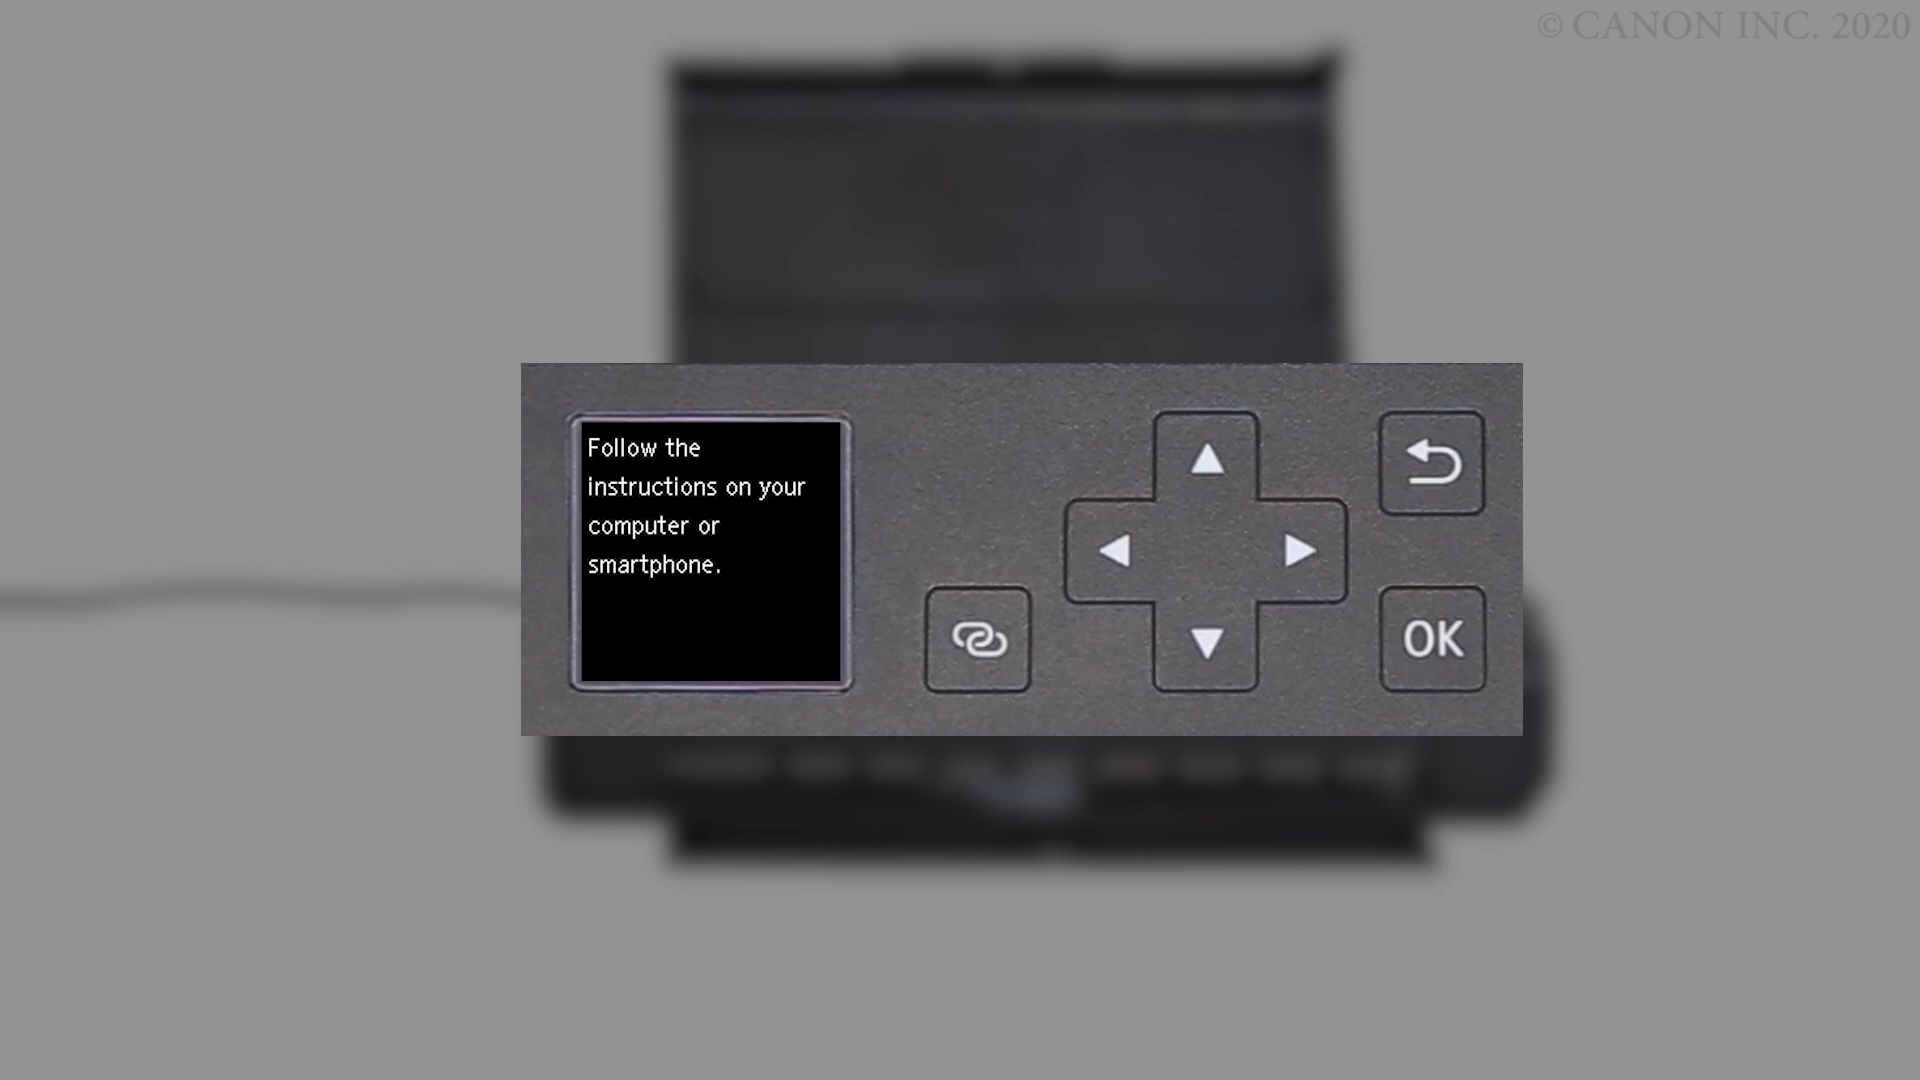 © CANON INC. 2020
Follow the
instructions on your
computer or
smartphone.
OK